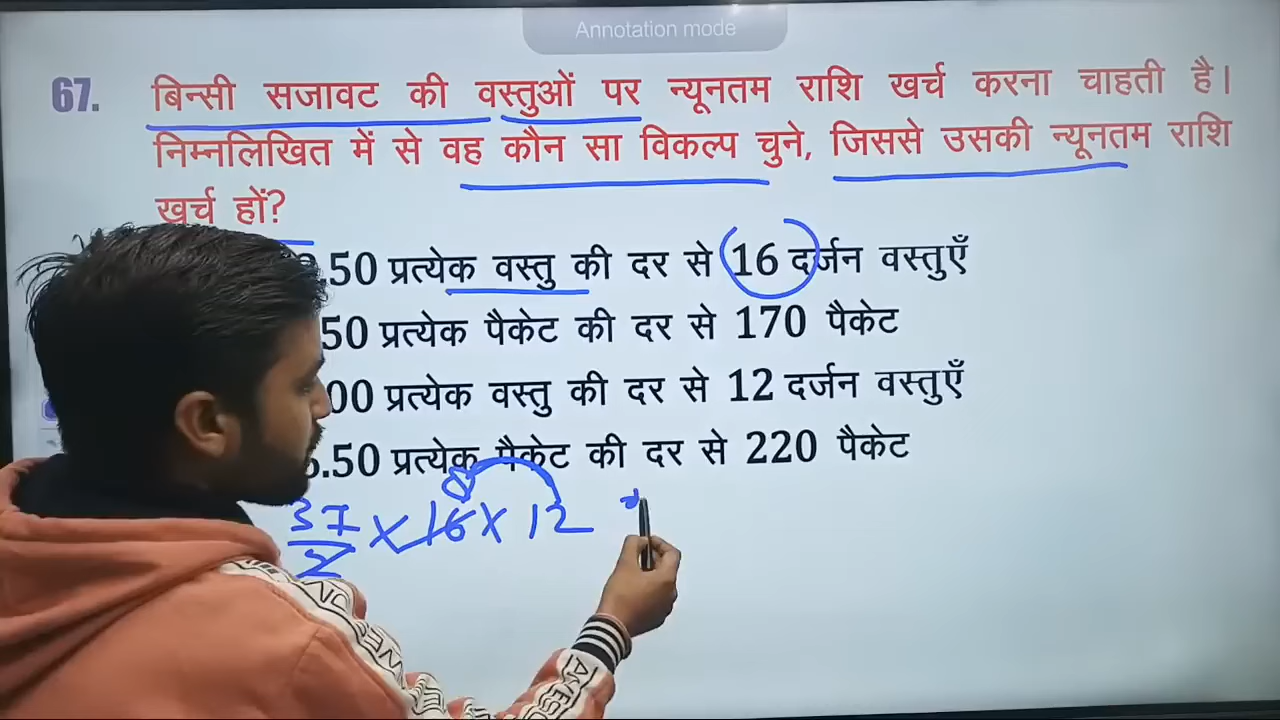 Annotation mode
67. बिन्सी सजावट की वस्तुओं पर न्यूनतम राशि खर्च करना चाहती है।
निम्नलिखित में से वह कौन सा विकल्प चुने, जिससे उसकी न्यूनतम राशि
खर्च हों?
.50 प्रत्येक वस्तु की दर से 16 दर्जन वस्तुएँ
50 प्रत्येक पैकेट की दर से 170 पैकेट
00 प्रत्येक वस्तु की दर से 12 दर्जन वस्तुएँ
.50 प्रत्येक पैकेट की दर से 220 पैकेट
37/2 × 16 × 12
8